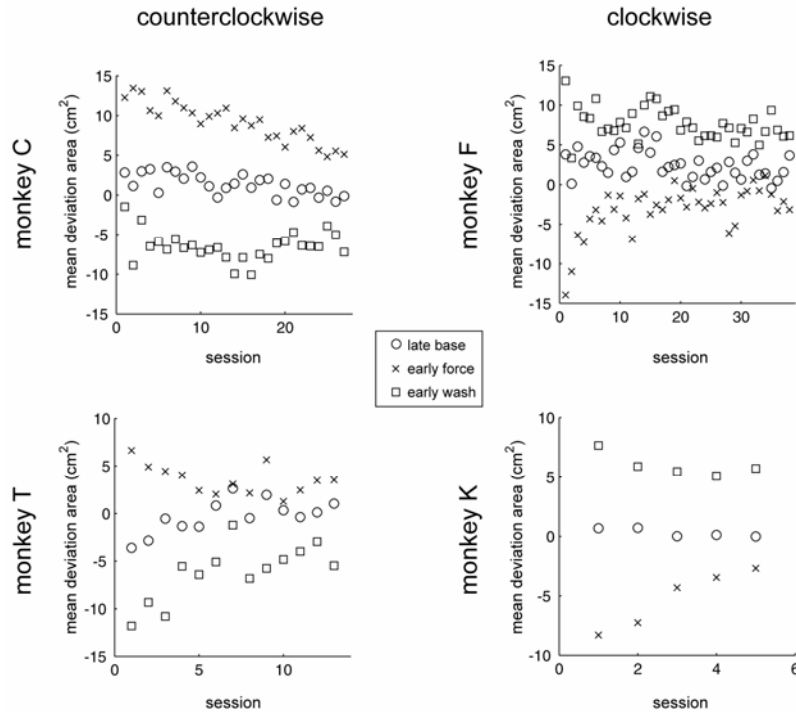 counterclockwise
clockwise
monkey C
mean deviation area (cm²)
15
10
5
0
-5
-10
-15
0 10 20
session
monkey F
mean deviation area (cm²)
15
10
5
0
-5
-10
-15
0 10 20 30
session
late base
early force
early wash
monkey T
mean deviation area (cm²)
10
5
0
-5
-10
-15
0 5 10
session
monkey K
mean deviation area (cm²)
10
5
0
-5
-10
0 2 4 6
session